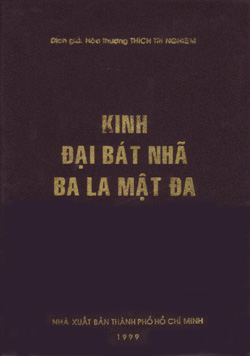 Dịch giả: Hòa thượng THÍCH TRÍ NGHIÊM
KINH
ĐẠI BÁT NHÃ
BA LA MẬT ĐA
NHÀ XUẤT BẢN THÀNH PHỐ HỒ CHÍ MINH
1999